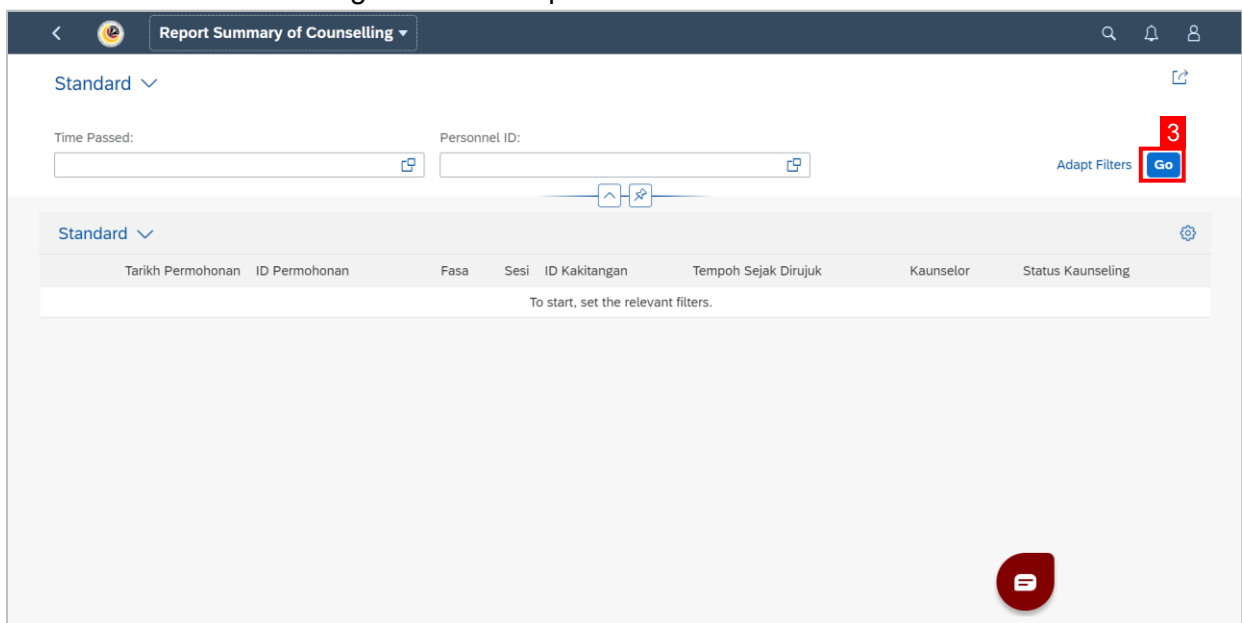 Report Summary of Counselling
Standard
Time Passed:
Personnel ID:
3
Adapt Filters Go
Standard
Tarikh Permohonan ID Permohonan Fasa Sesi ID Kakitangan Tempoh Sejak Dirujuk Kaunselor Status Kaunseling
To start, set the relevant filters.